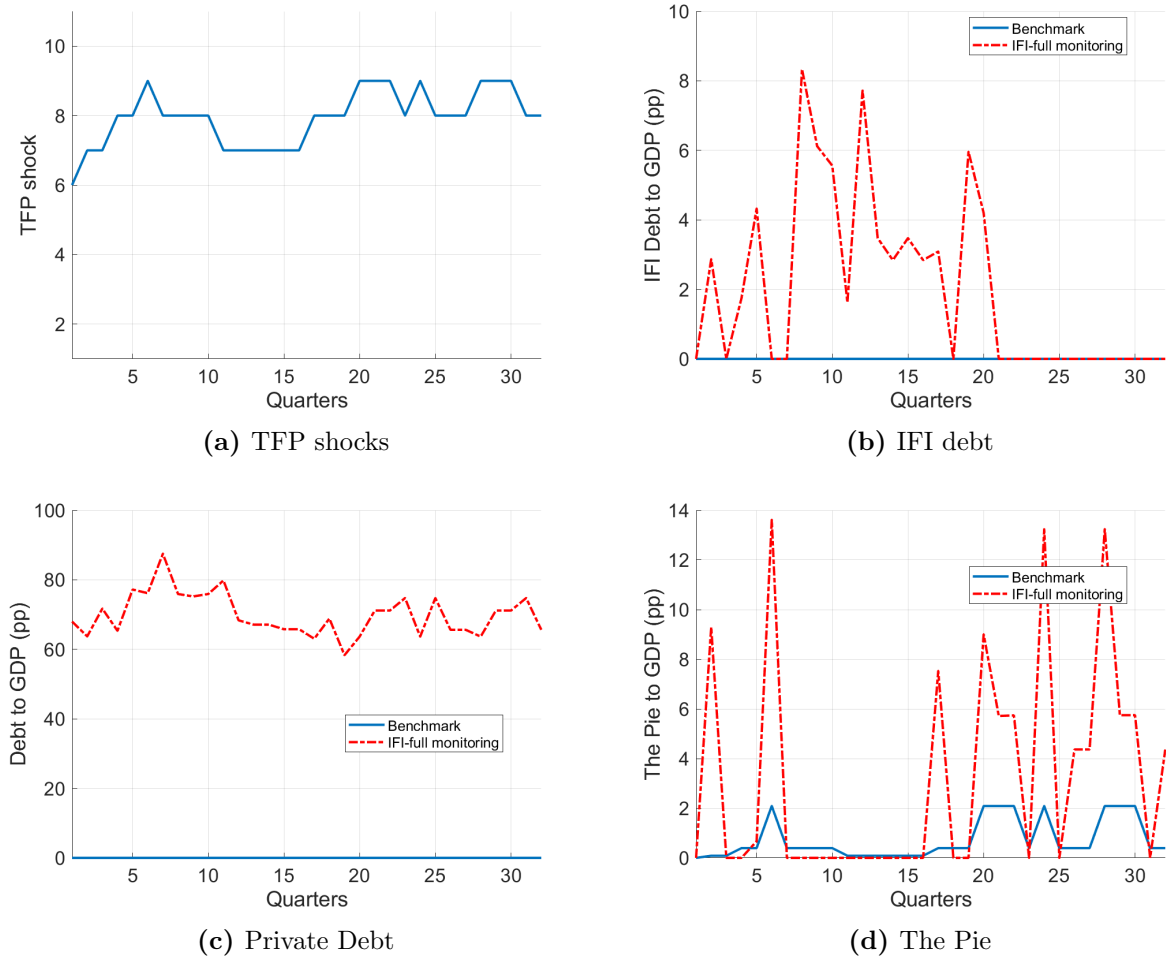 TFP shock
10
8
6
4
2
5 10 15 20 25 30
Quarters
(a) TFP shocks
IFI Debt to GDP (pp)
10
8
6
4
2
0
Benchmark
IFI-full monitoring
5 10 15 20 25 30
Quarters
(b) IFI debt
Debt to GDP (pp)
100
80
60
40
20
0
Benchmark
IFI-full monitoring
5 10 15 20 25 30
Quarters
(c) Private Debt
The Pie to GDP (pp)
14
12
10
8
6
4
2
0
Benchmark
IFI-full monitoring
5 10 15 20 25 30
Quarters
(d) The Pie